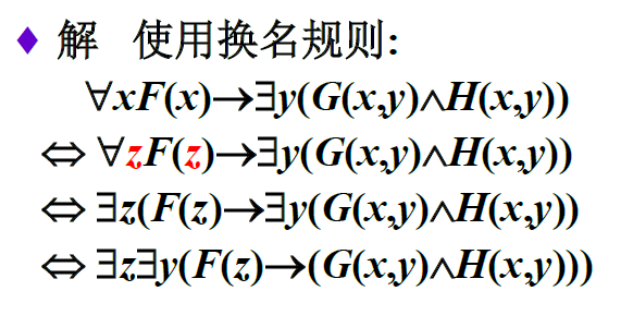 ♦ 解 使用换名规则:
∀xF(x)→∃y(G(x,y)∧H(x,y))
⇔ ∀zF(z)→∃y(G(x,y)∧H(x,y))
⇔ ∃z(F(z)→∃y(G(x,y)∧H(x,y))
⇔ ∃z∃y(F(z)→(G(x,y)∧H(x,y)))